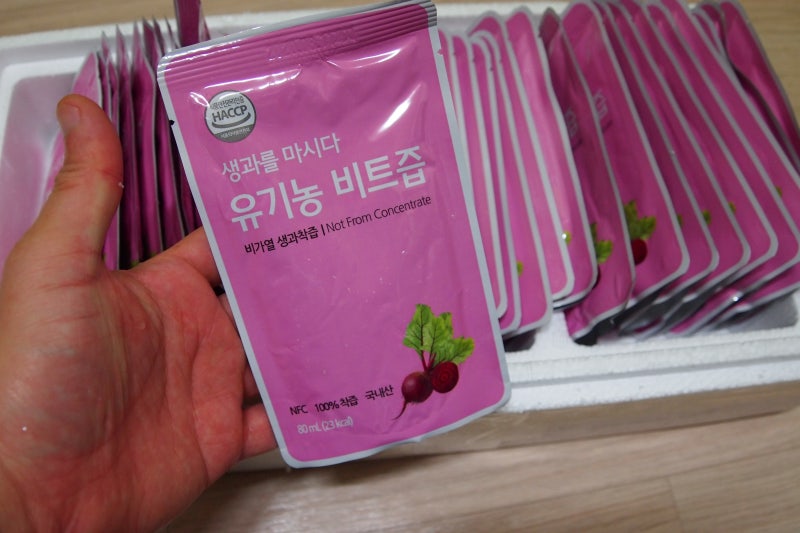 HACCP
생과를 마시다
유기농 비트즙
비가열 생과착즙 | Not From Concentrate
NFC 100% 착즙 국내산
80 mL (23 kcal)